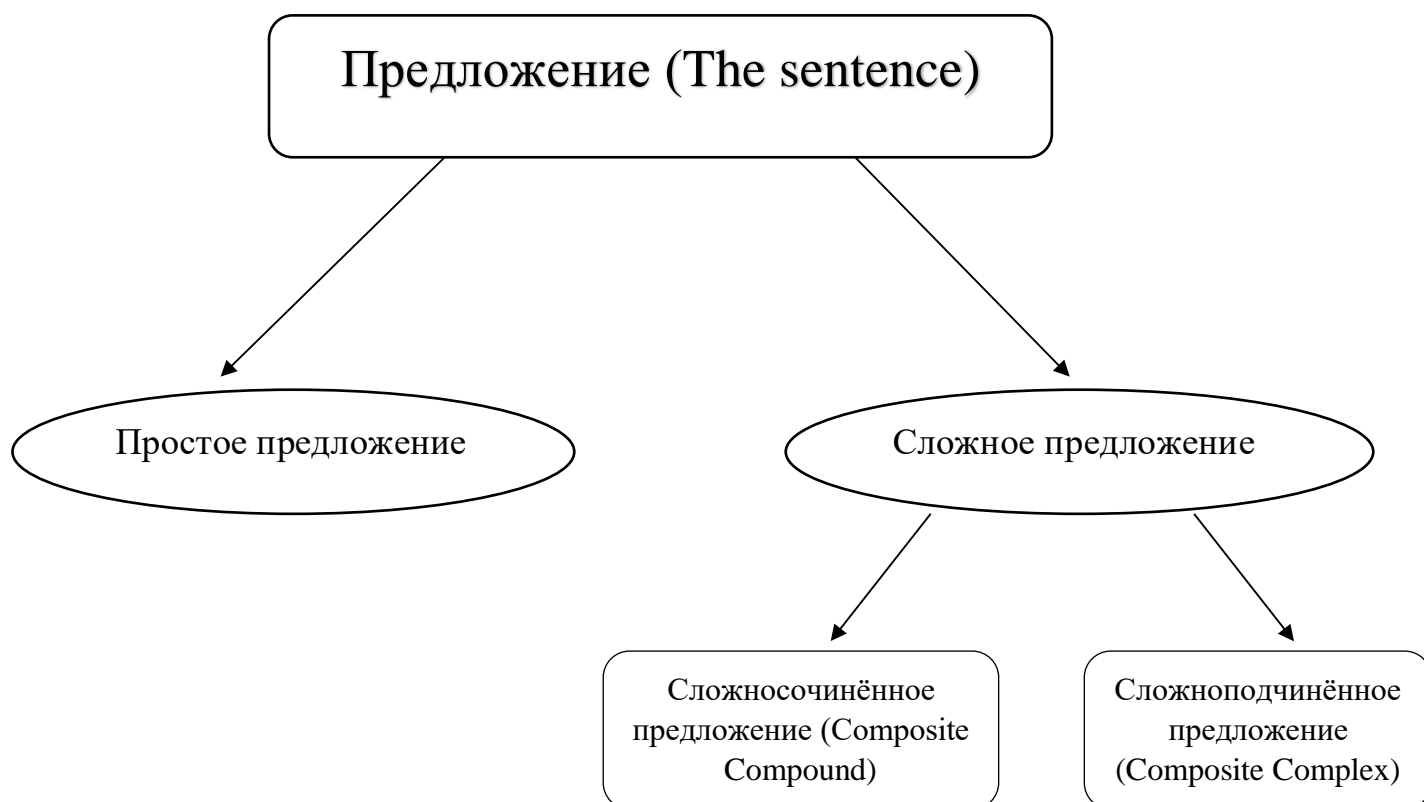 Предложение (The sentence)
Простое предложение
Сложное предложение
Сложносочинённое
предложение (Composite
Compound)
Сложноподчинённое
предложение
(Composite Complex)